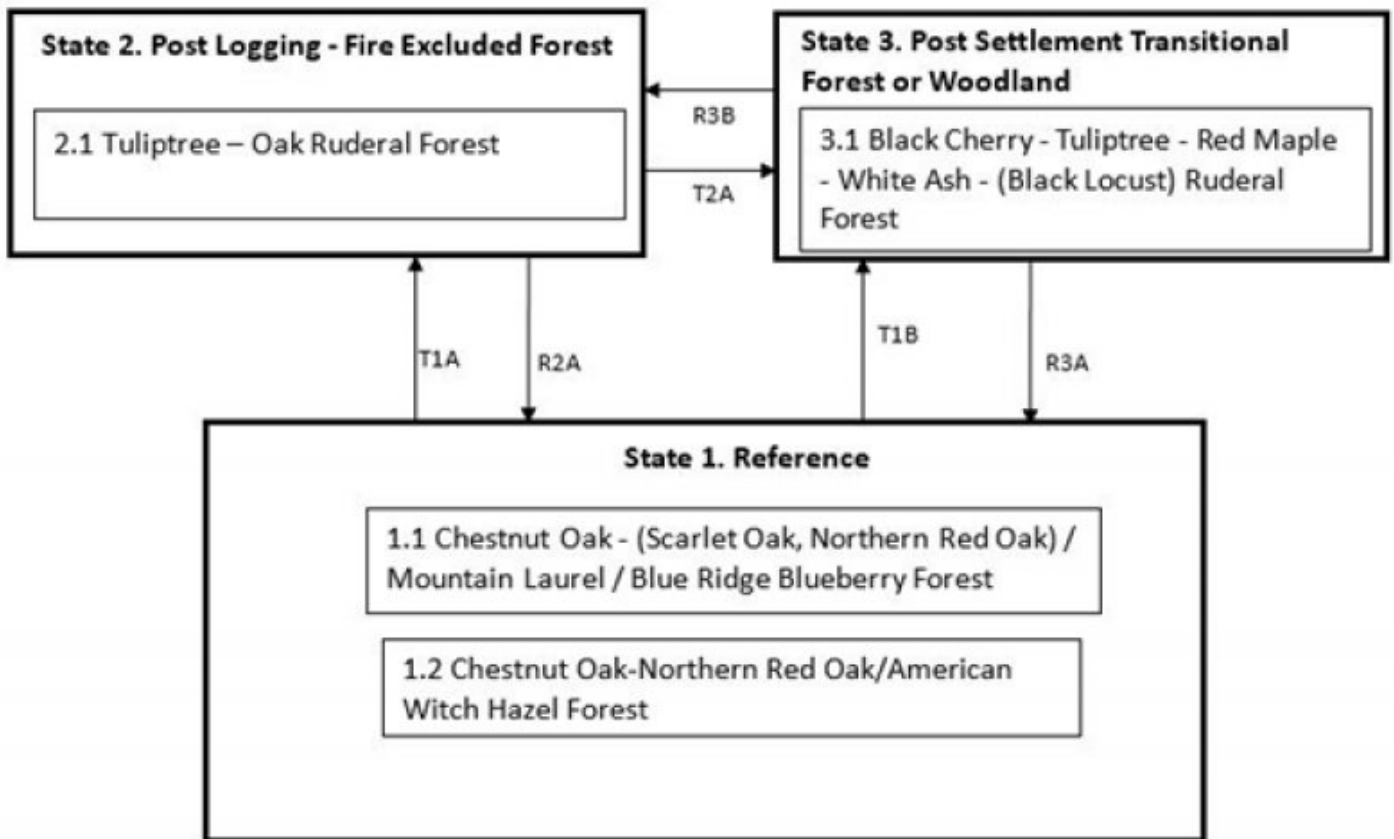 State 2. Post Logging - Fire Excluded Forest
2.1 Tuliptree – Oak Ruderal Forest
State 3. Post Settlement Transitional
Forest or Woodland
3.1 Black Cherry - Tuliptree - Red Maple
- White Ash - (Black Locust) Ruderal
Forest
R3B
T2A
T1A
R2A
T1B
R3A
State 1. Reference
1.1 Chestnut Oak - (Scarlet Oak, Northern Red Oak) /
Mountain Laurel / Blue Ridge Blueberry Forest
1.2 Chestnut Oak-Northern Red Oak/American
Witch Hazel Forest